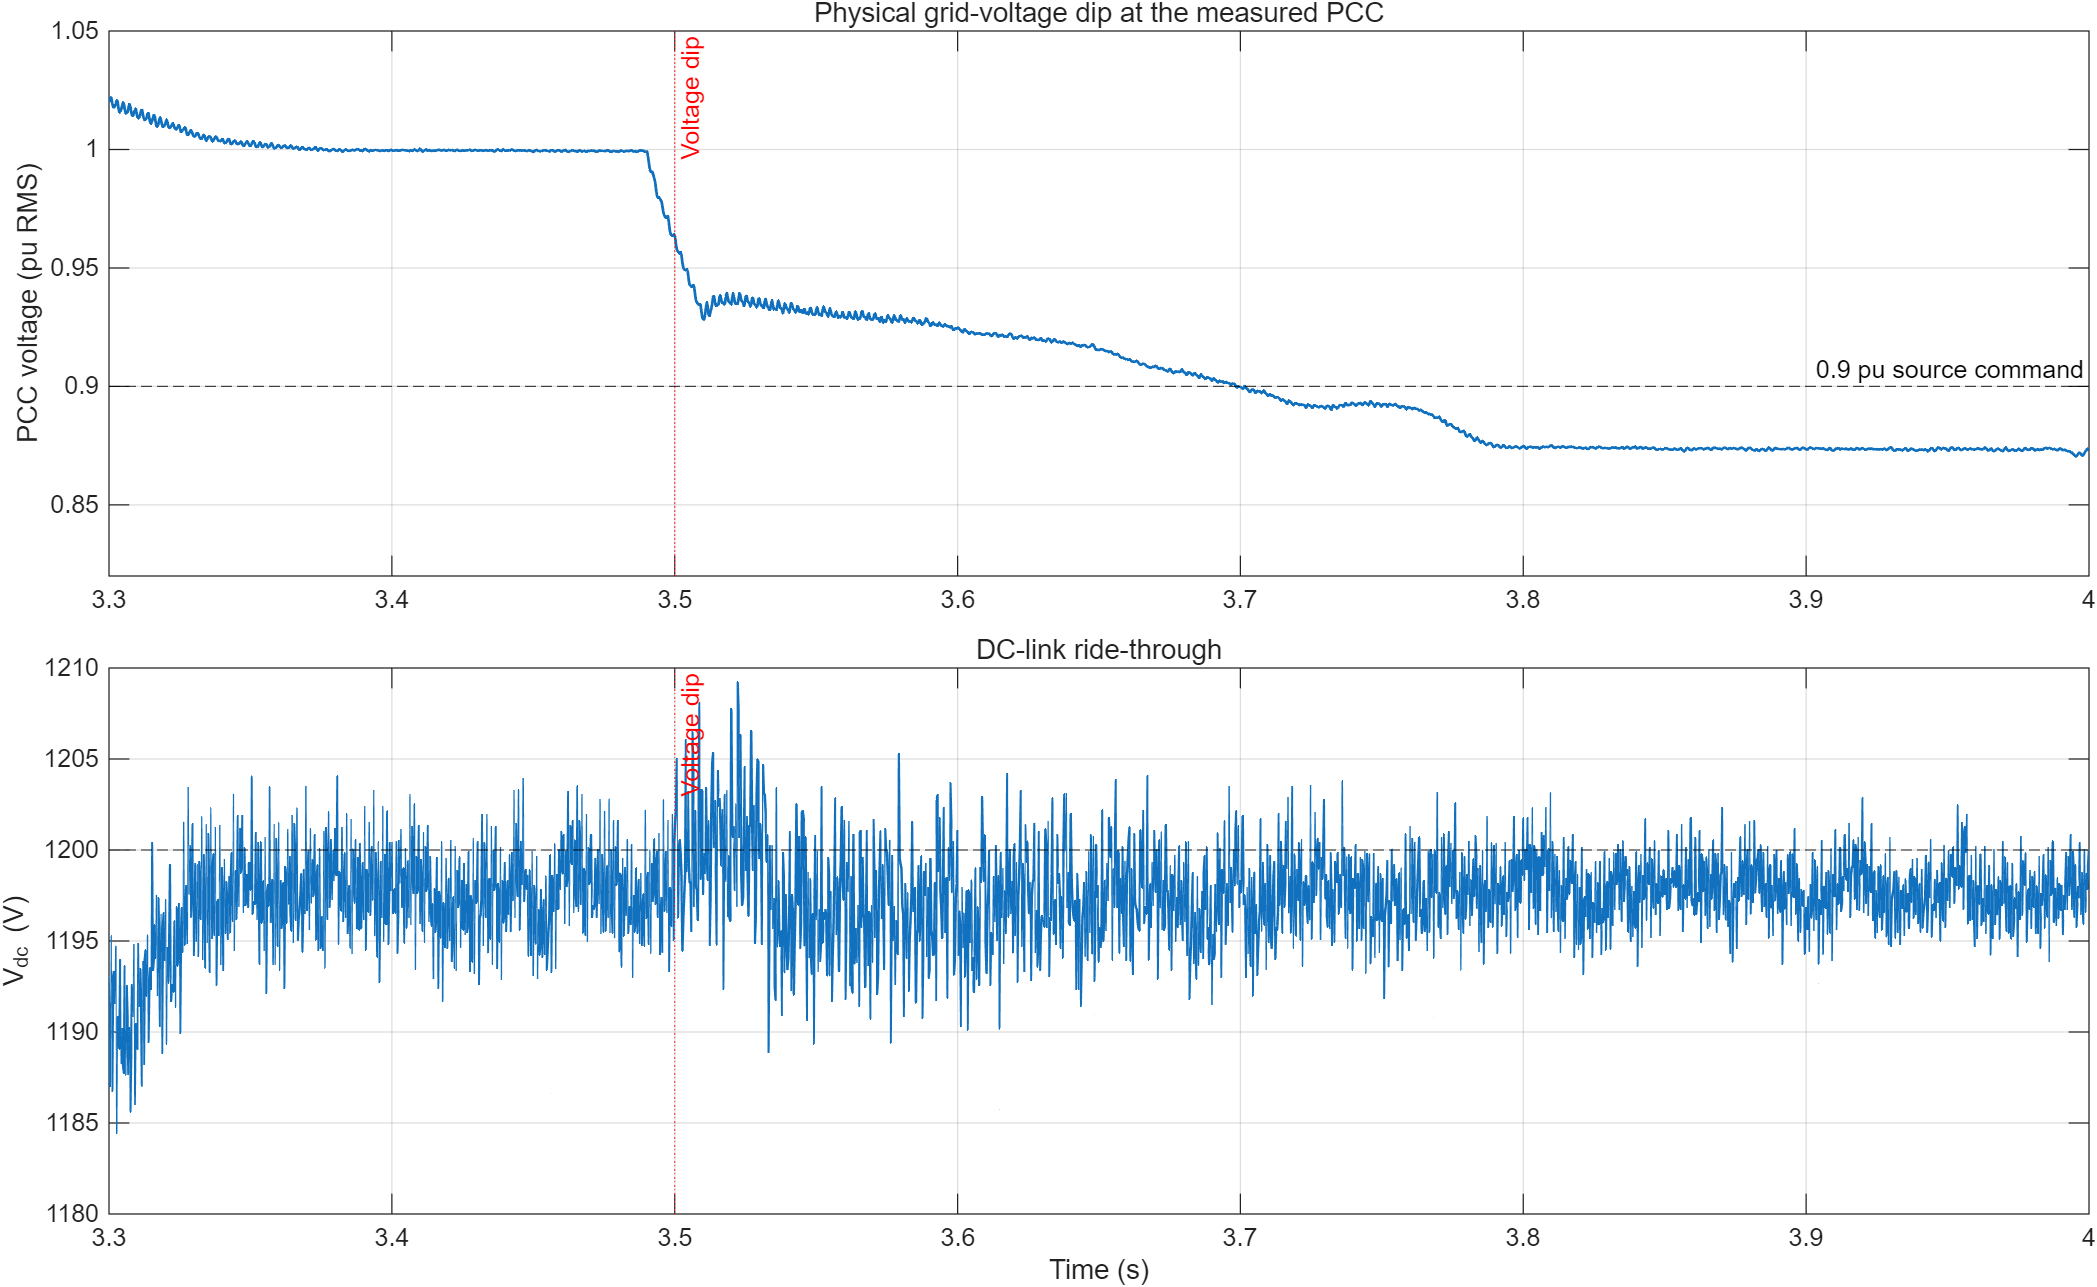 Physical grid-voltage dip at the measured PCC
1.05
1
0.95
0.9
0.85
PCC voltage (pu RMS)
Voltage dip
0.9 pu source command
3.3 3.4 3.5 3.6 3.7 3.8 3.9 4
DC-link ride-through
1210
1205
1200
1195
1190
1185
1180
Vdc (V)
Voltage dip
3.3 3.4 3.5 3.6 3.7 3.8 3.9 4
Time (s)